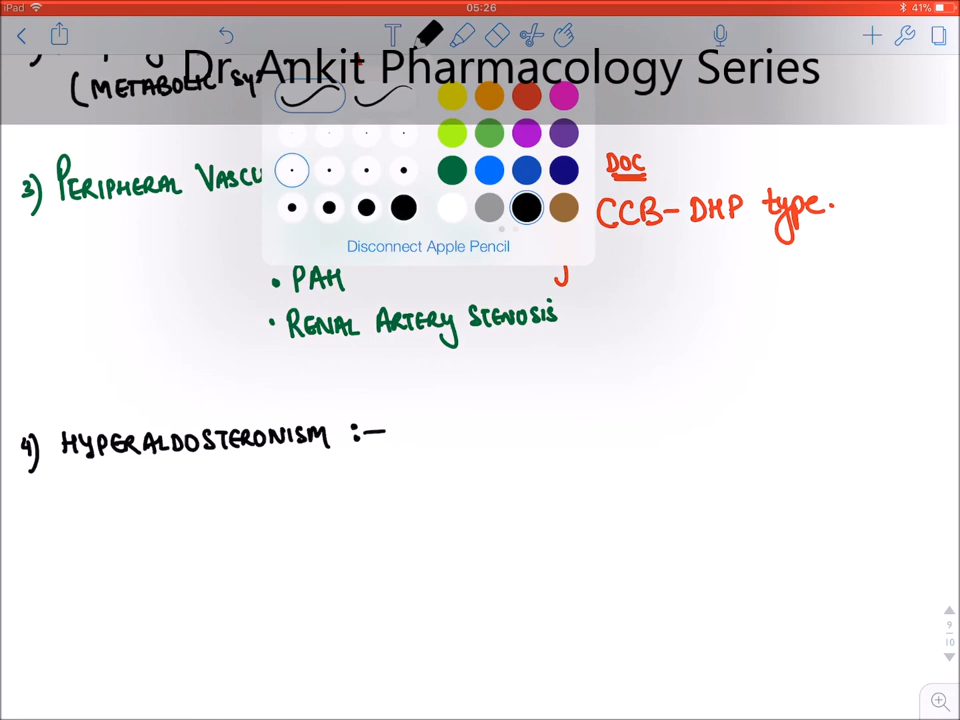 iPad 05:26 41%
Dr. Ankit Pharmacology Series
(METABOLIC
3) PERIPHERAL VASCU
DOC
CCB - DHP type.
Disconnect Apple Pencil
• PAH
• RENAL ARTERY STENOSIS
4) HYPERALDOSTERONISM :-
9
10